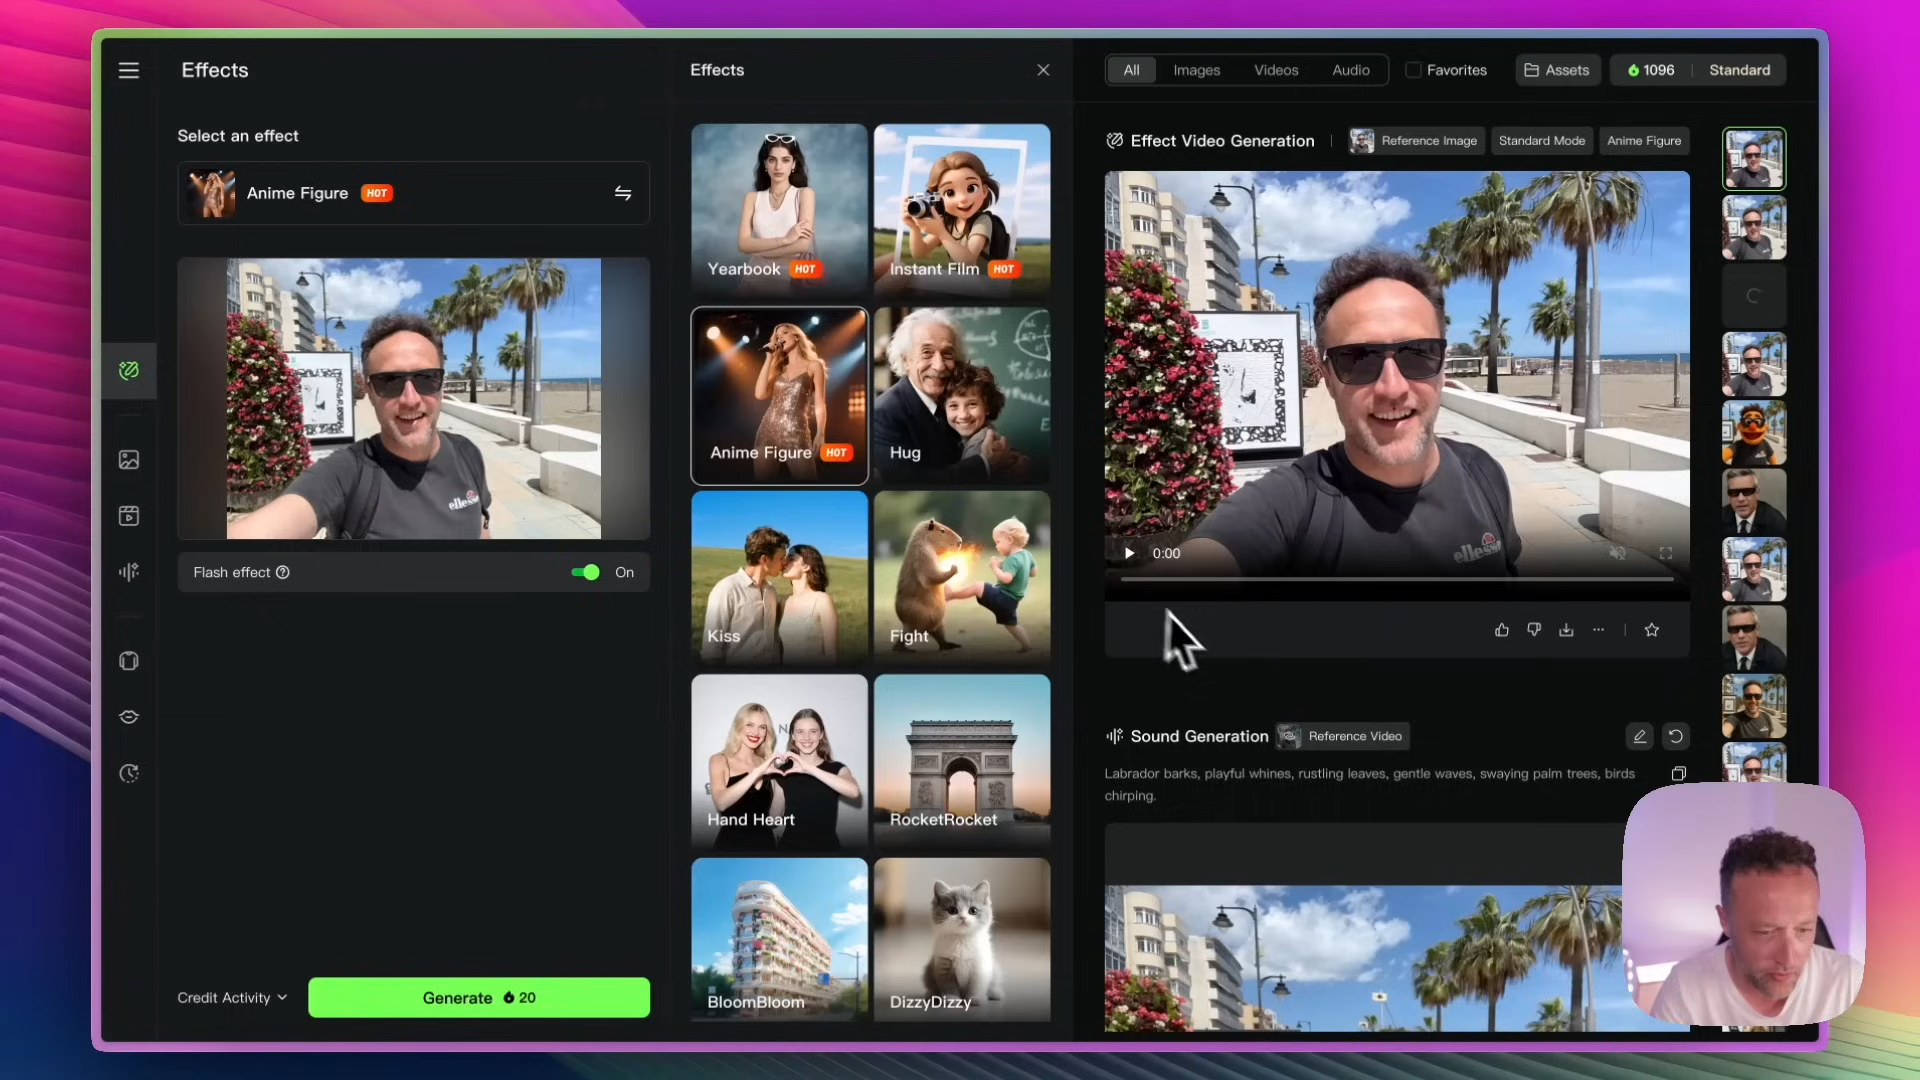 Effects
Select an effect
Anime Figure HOT
Flash effect
On
Credit Activity
Generate 20
Effects
Yearbook HOT
Instant Film HOT
Anime Figure HOT
Hug
Kiss
Fight
Hand Heart
RocketRocket
BloomBloom
DizzyDizzy
All Images Videos Audio Favorites Assets 1096 Standard
Effect Video Generation Reference Image Standard Mode Anime Figure
ellesse
0:00
Sound Generation Reference Video
Labrador barks, playful whines, rustling leaves, gentle waves, swaying palm trees, birds
chirping.